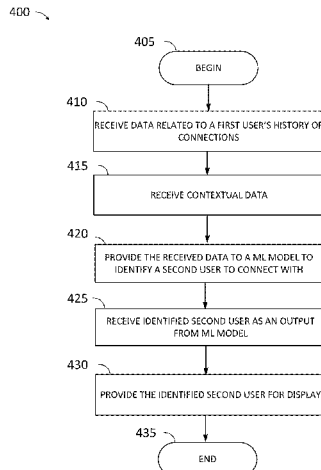 400
405
BEGIN
410
RECEIVE DATA RELATED TO A FIRST USER'S HISTORY OF
CONNECTIONS
415
RECEIVE CONTEXTUAL DATA
420
PROVIDE THE RECEIVED DATA TO A ML MODEL TO
IDENTIFY A SECOND USER TO CONNECT WITH
425
RECEIVE IDENTIFIED SECOND USER AS AN OUTPUT
FROM ML MODEL
430
PROVIDE THE IDENTIFIED SECOND USER FOR DISPLAY
435
END